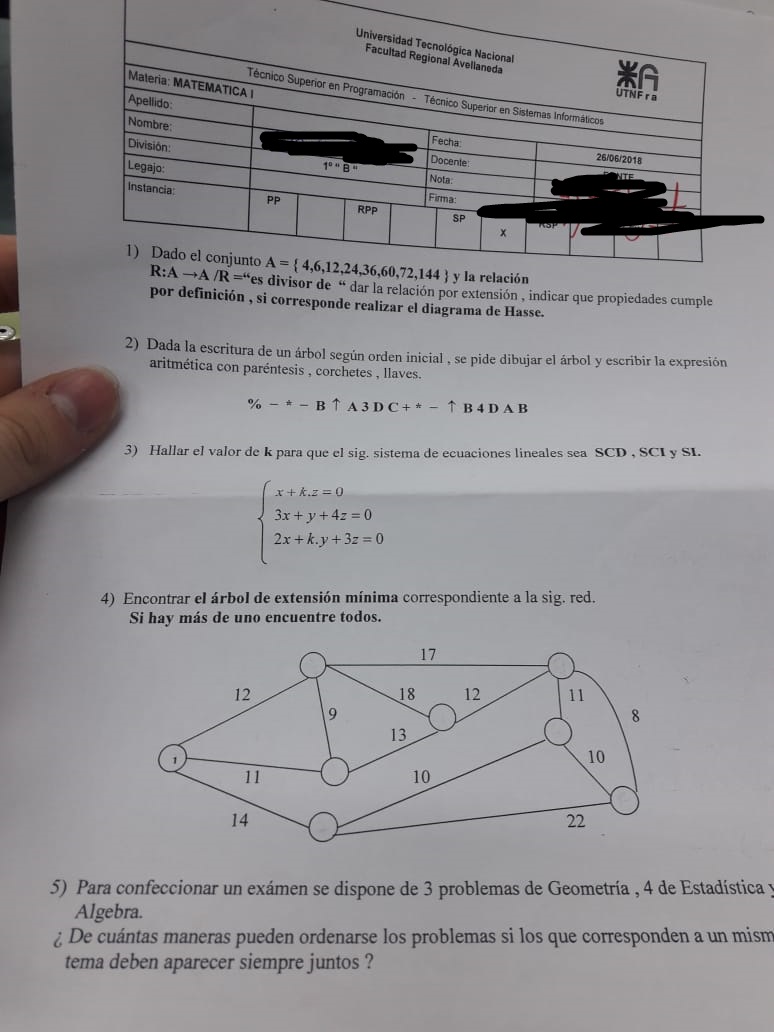 Universidad Tecnológica Nacional
Facultad Regional Avellaneda
UTNFra
Técnico Superior en Programación - Técnico Superior en Sistemas Informáticos
Materia: MATEMATICA I
Apellido:
Nombre:
División: 1º " B "
Legajo:
Instancia: PP RPP SP X RSP
Fecha: 26/06/2018
Docente:
Nota:
Firma:
1) Dado el conjunto A = { 4,6,12,24,36,60,72,144 } y la relación
R:A →A /R =“es divisor de “ dar la relación por extensión , indicar que propiedades cumple
por definición , si corresponde realizar el diagrama de Hasse.
2) Dada la escritura de un árbol según orden inicial , se pide dibujar el árbol y escribir la expresión
aritmética con paréntesis , corchetes , llaves.
% − * − B ↑ A 3 D C + * − ↑ B 4 D A B
3) Hallar el valor de k para que el sig. sistema de ecuaciones lineales sea SCD , SCI y SI.
x + k.z = 0
3x + y + 4z = 0
2x + k.y + 3z = 0
4) Encontrar el árbol de extensión mínima correspondiente a la sig. red.
Si hay más de uno encuentre todos.
17
12
18
12
11
9
8
13
1
11
10
10
14
22
5) Para confeccionar un exámen se dispone de 3 problemas de Geometría , 4 de Estadística y
Algebra.
¿ De cuántas maneras pueden ordenarse los problemas si los que corresponden a un mism
tema deben aparecer siempre juntos ?